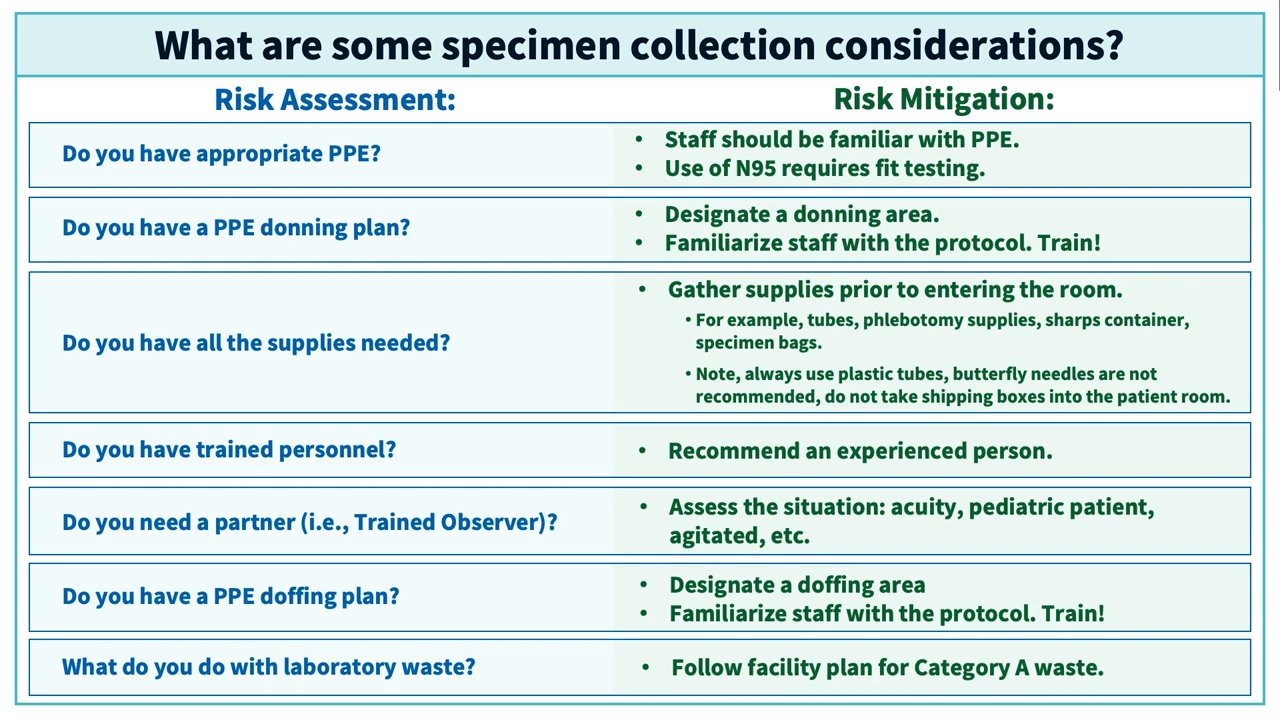 What are some specimen collection considerations?
Risk Assessment:
Risk Mitigation:
Do you have appropriate PPE?
• Staff should be familiar with PPE.
• Use of N95 requires fit testing.
Do you have a PPE donning plan?
• Designate a donning area.
• Familiarize staff with the protocol. Train!
Do you have all the supplies needed?
• Gather supplies prior to entering the room.
• For example, tubes, phlebotomy supplies, sharps container,
specimen bags.
• Note, always use plastic tubes, butterfly needles are not
recommended, do not take shipping boxes into the patient room.
Do you have trained personnel?
• Recommend an experienced person.
Do you need a partner (i.e., Trained Observer)?
• Assess the situation: acuity, pediatric patient,
agitated, etc.
Do you have a PPE doffing plan?
• Designate a doffing area
• Familiarize staff with the protocol. Train!
What do you do with laboratory waste?
• Follow facility plan for Category A waste.